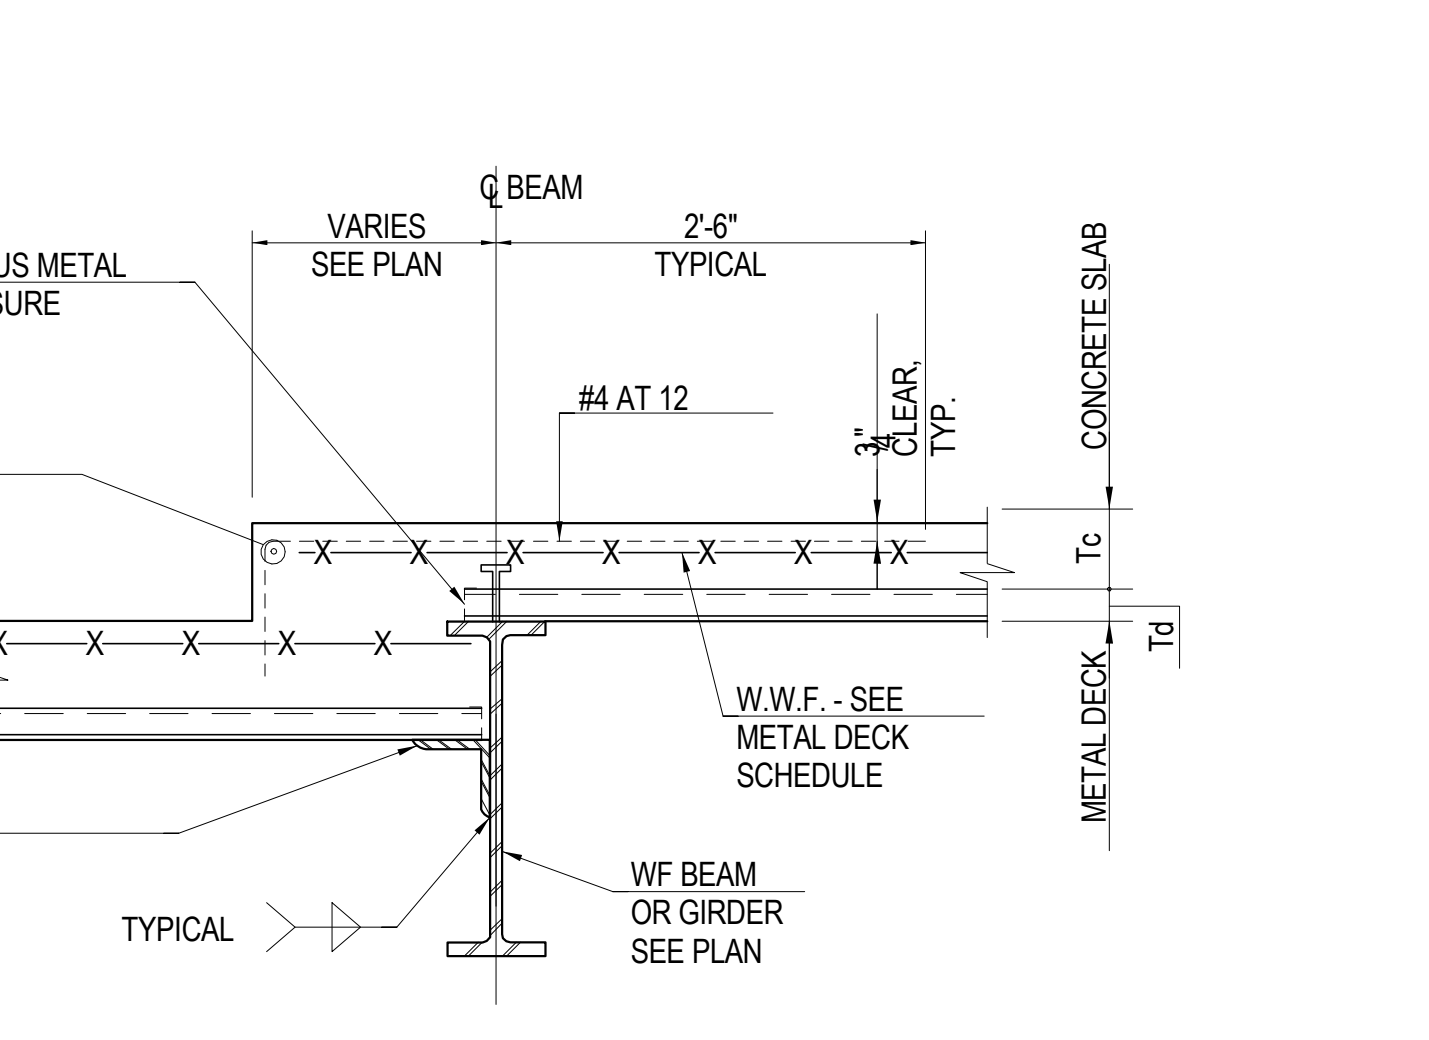 ℄ BEAM
VARIES
SEE PLAN
2'-6"
TYPICAL
US METAL
SURE
#4 AT 12
3/4"
CLEAR,
TYP.
CONCRETE SLAB
Tc
Td
METAL DECK
X X X X X X X
X X X X X
W.W.F. - SEE
METAL DECK
SCHEDULE
WF BEAM
OR GIRDER
SEE PLAN
TYPICAL